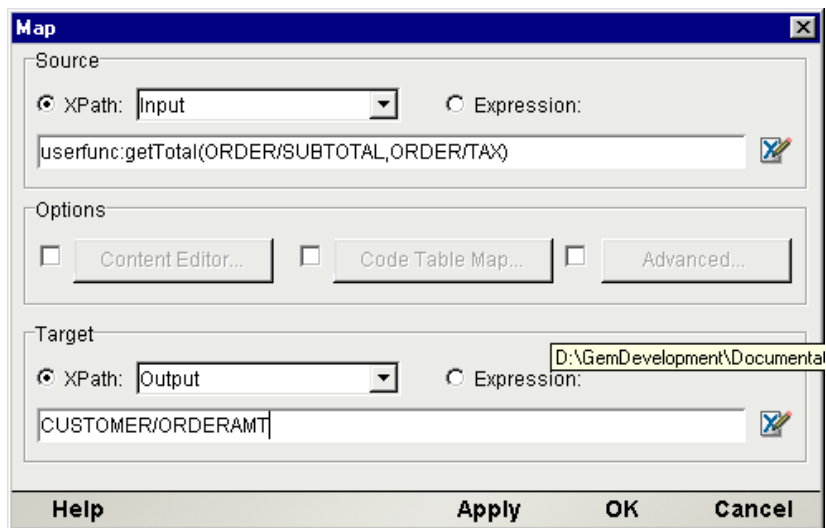 Map
Source
XPath: Input Expression:
userfunc:getTotal(ORDER/SUBTOTAL,ORDER/TAX)
Options
Content Editor... Code Table Map... Advanced...
Target
D:\GemDevelopment\Documenta
XPath: Output Expression:
CUSTOMER/ORDERAMT
Help Apply OK Cancel